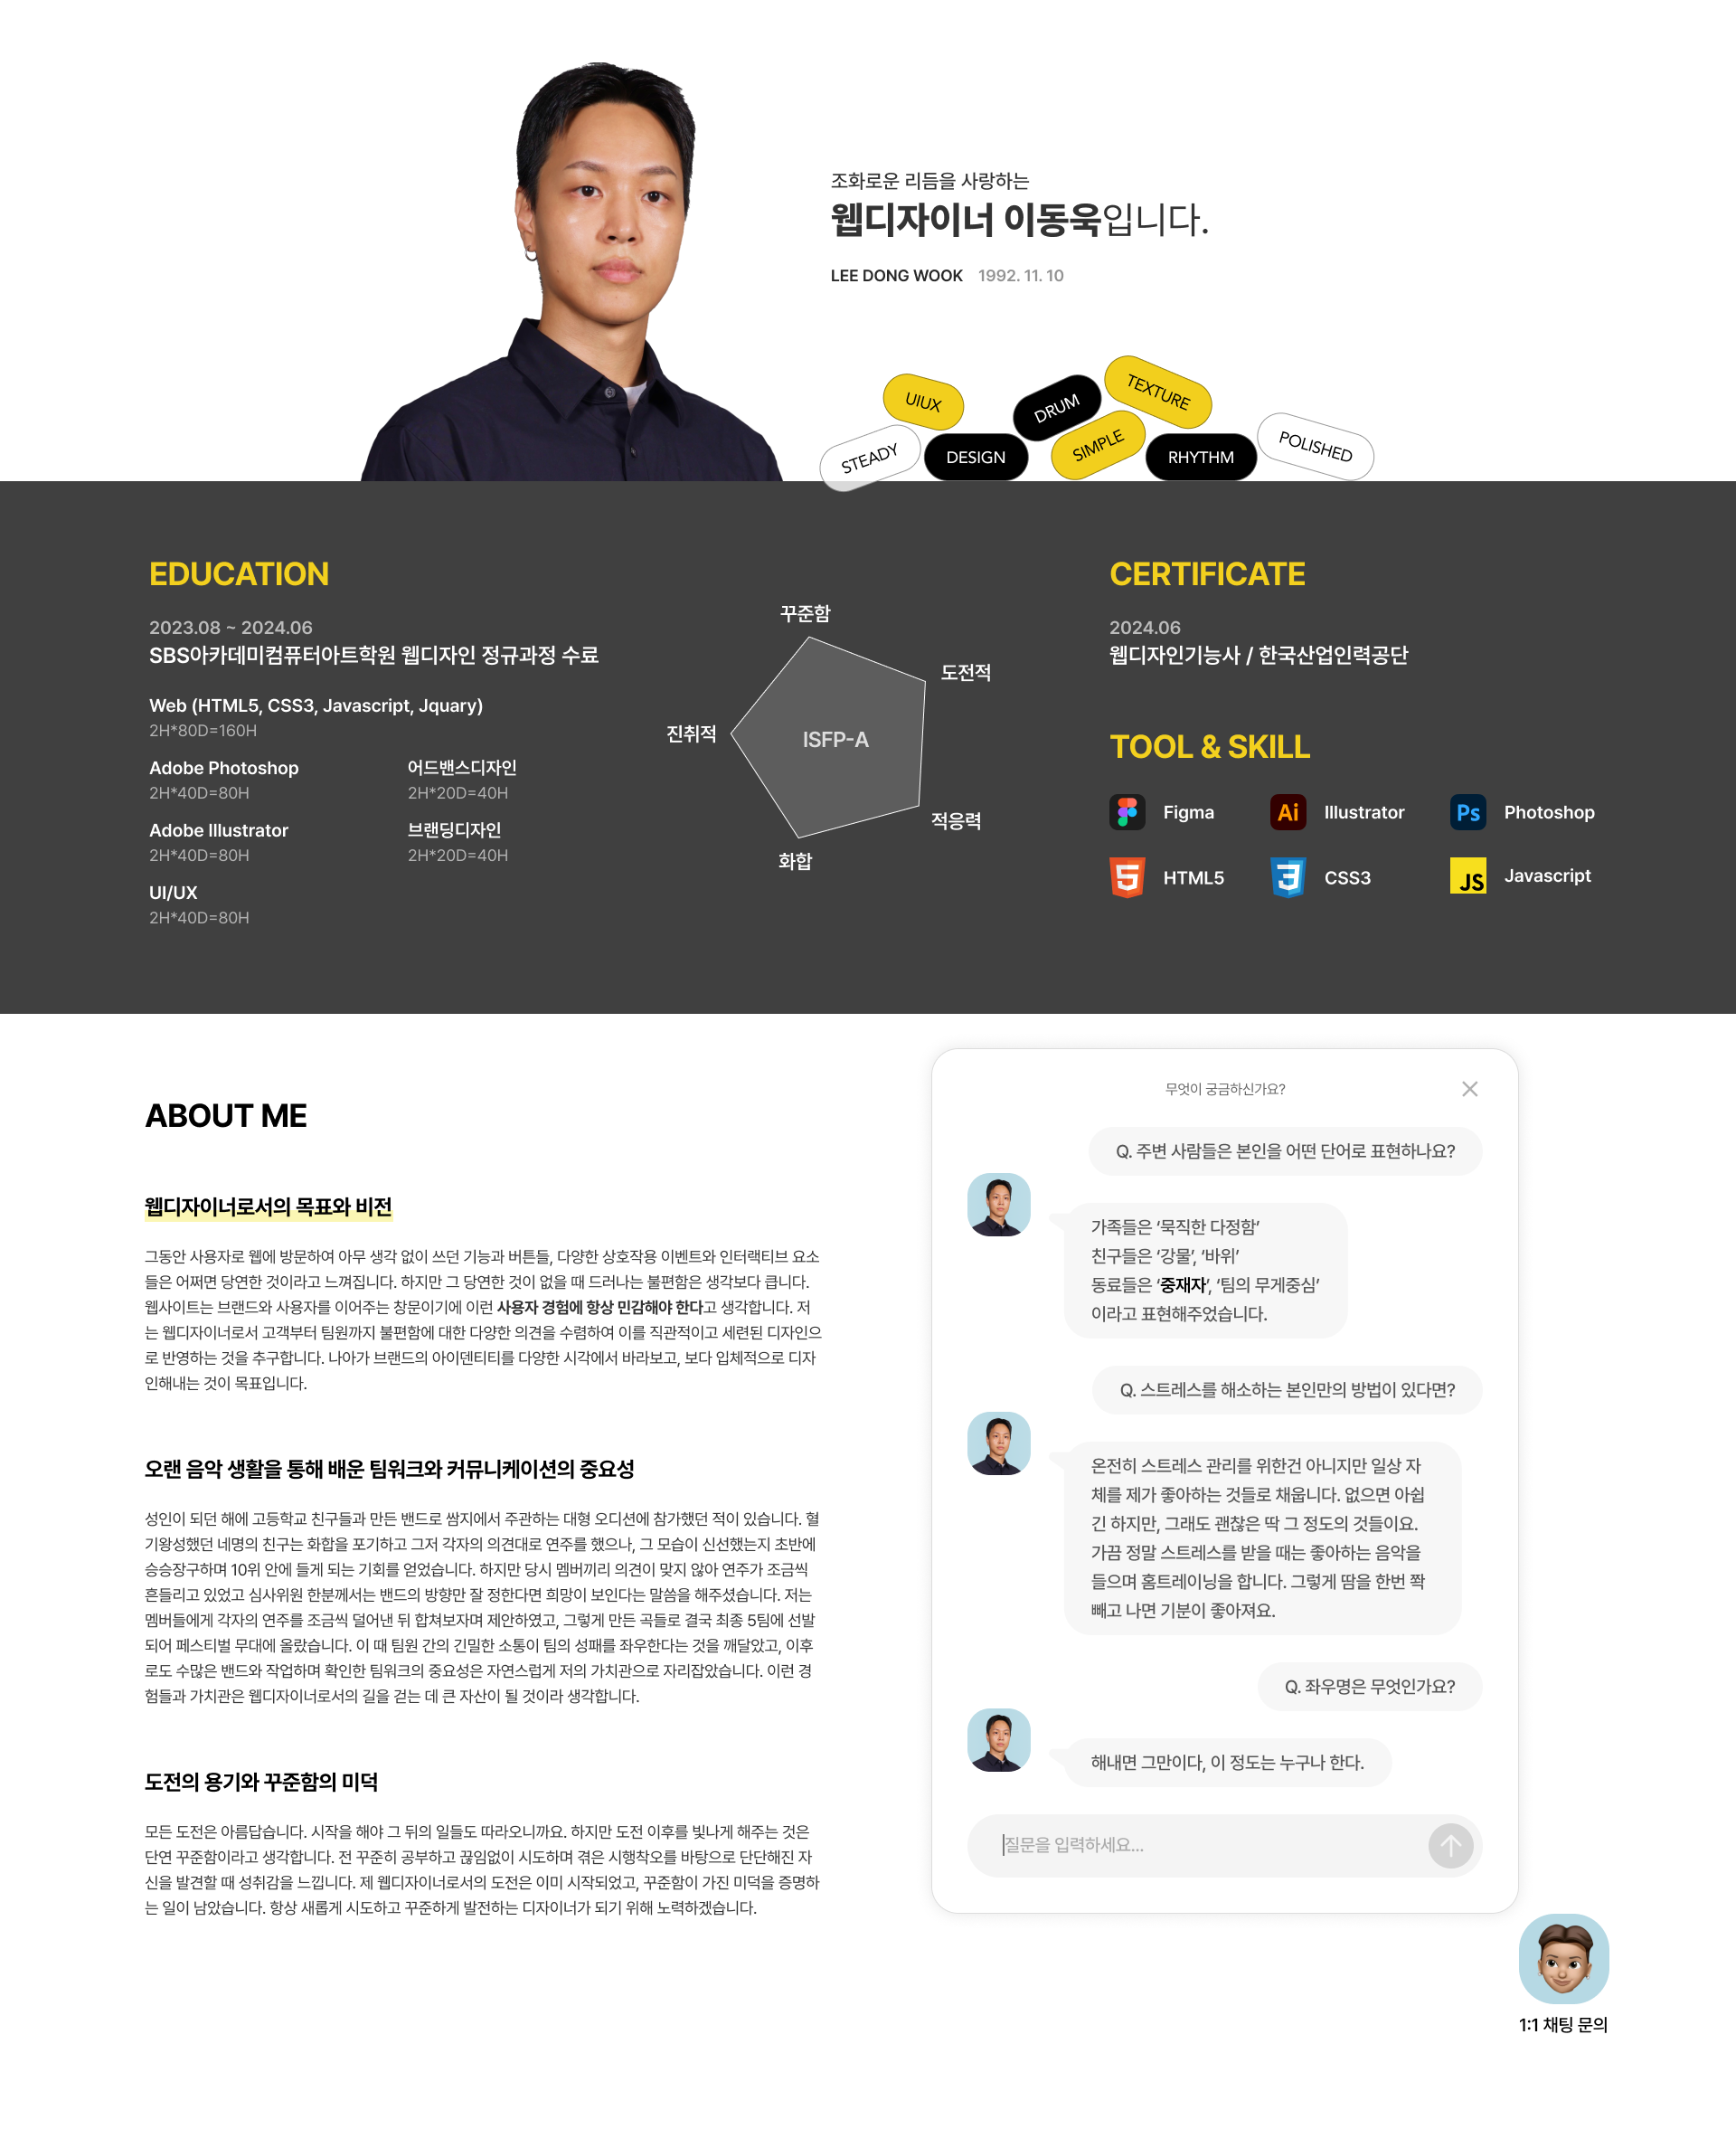 조화로운 리듬을 사랑하는
웹디자이너 이동욱입니다.
LEE DONG WOOK 1992. 11. 10
UIUX
DRUM
TEXTURE
STEADY
DESIGN
SIMPLE
RHYTHM
POLISHED
EDUCATION
2023.08 ~ 2024.06
SBS아카데미컴퓨터아트학원 웹디자인 정규과정 수료
Web (HTML5, CSS3, Javascript, Jquary)
2H*80D=160H
Adobe Photoshop
2H*40D=80H
어드밴스디자인
2H*20D=40H
Adobe Illustrator
2H*40D=80H
브랜딩디자인
2H*20D=40H
UI/UX
2H*40D=80H
꾸준함
도전적
진취적
ISFP-A
적응력
화합
CERTIFICATE
2024.06
웹디자인기능사 / 한국산업인력공단
TOOL & SKILL
Figma
Ai Illustrator
Ps Photoshop
5 HTML5
3 CSS3
JS Javascript
ABOUT ME
웹디자이너로서의 목표와 비전
그동안 사용자로 웹에 방문하여 아무 생각 없이 쓰던 기능과 버튼들, 다양한 상호작용 이벤트와 인터랙티브 요소
들은 어쩌면 당연한 것이라고 느껴집니다. 하지만 그 당연한 것이 없을 때 드러나는 불편함은 생각보다 큽니다.
웹사이트는 브랜드와 사용자를 이어주는 창문이기에 이런 사용자 경험에 항상 민감해야 한다고 생각합니다. 저
는 웹디자이너로서 고객부터 팀원까지 불편함에 대한 다양한 의견을 수렴하여 이를 직관적이고 세련된 디자인으
로 반영하는 것을 추구합니다. 나아가 브랜드의 아이덴티티를 다양한 시각에서 바라보고, 보다 입체적으로 디자
인해내는 것이 목표입니다.
오랜 음악 생활을 통해 배운 팀워크와 커뮤니케이션의 중요성
성인이 되던 해에 고등학교 친구들과 만든 밴드로 쌈지에서 주관하는 대형 오디션에 참가했던 적이 있습니다. 혈
기왕성했던 네명의 친구는 화합을 포기하고 그저 각자의 의견대로 연주를 했으나, 그 모습이 신선했는지 초반에
승승장구하며 10위 안에 들게 되는 기회를 얻었습니다. 하지만 당시 멤버끼리 의견이 맞지 않아 연주가 조금씩
흔들리고 있었고 심사위원 한분께서는 밴드의 방향만 잘 정한다면 희망이 보인다는 말씀을 해주셨습니다. 저는
멤버들에게 각자의 연주를 조금씩 덜어낸 뒤 합쳐보자며 제안하였고, 그렇게 만든 곡들로 결국 최종 5팀에 선발
되어 페스티벌 무대에 올랐습니다. 이 때 팀원 간의 긴밀한 소통이 팀의 성패를 좌우한다는 것을 깨달았고, 이후
로도 수많은 밴드와 작업하며 확인한 팀워크의 중요성은 자연스럽게 저의 가치관으로 자리잡았습니다. 이런 경
험들과 가치관은 웹디자이너로서의 길을 걷는 데 큰 자산이 될 것이라 생각합니다.
도전의 용기와 꾸준함의 미덕
모든 도전은 아름답습니다. 시작을 해야 그 뒤의 일들도 따라오니까요. 하지만 도전 이후를 빛나게 해주는 것은
단연 꾸준함이라고 생각합니다. 전 꾸준히 공부하고 끊임없이 시도하며 겪은 시행착오를 바탕으로 단단해진 자
신을 발견할 때 성취감을 느낍니다. 제 웹디자이너로서의 도전은 이미 시작되었고, 꾸준함이 가진 미덕을 증명하
는 일이 남았습니다. 항상 새롭게 시도하고 꾸준하게 발전하는 디자이너가 되기 위해 노력하겠습니다.
무엇이 궁금하신가요?
Q. 주변 사람들은 본인을 어떤 단어로 표현하나요?
가족들은 ‘묵직한 다정함’
친구들은 ‘강물’, ‘바위’
동료들은 ‘중재자’, ‘팀의 무게중심’
이라고 표현해주었습니다.
Q. 스트레스를 해소하는 본인만의 방법이 있다면?
온전히 스트레스 관리를 위한건 아니지만 일상 자
체를 제가 좋아하는 것들로 채웁니다. 없으면 아쉽
긴 하지만, 그래도 괜찮은 딱 그 정도의 것들이요.
가끔 정말 스트레스를 받을 때는 좋아하는 음악을
들으며 홈트레이닝을 합니다. 그렇게 땀을 한번 쫙
빼고 나면 기분이 좋아져요.
Q. 좌우명은 무엇인가요?
해내면 그만이다, 이 정도는 누구나 한다.
질문을 입력하세요...
1:1 채팅 문의